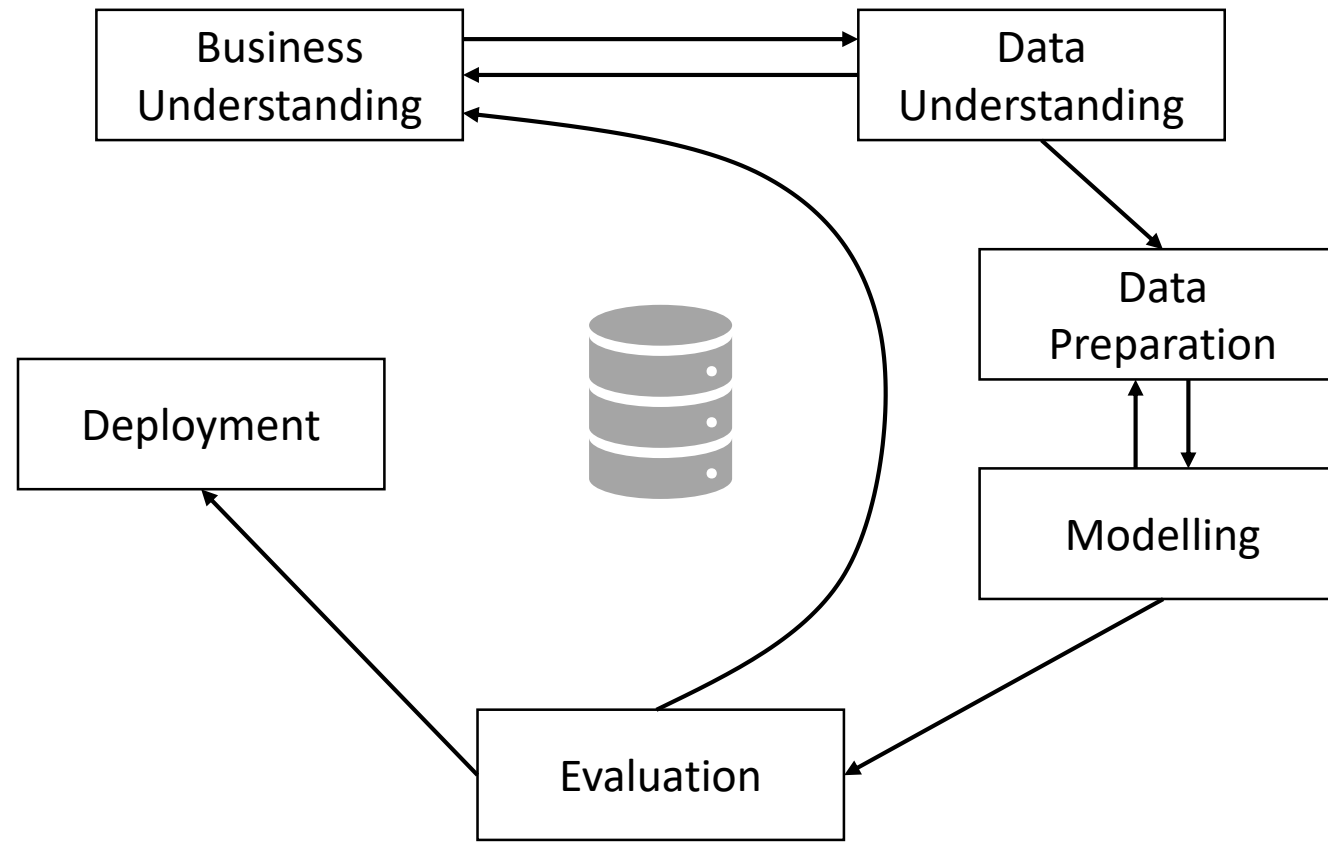 Business
Understanding
Data
Understanding
Data
Preparation
Deployment
Modelling
Evaluation